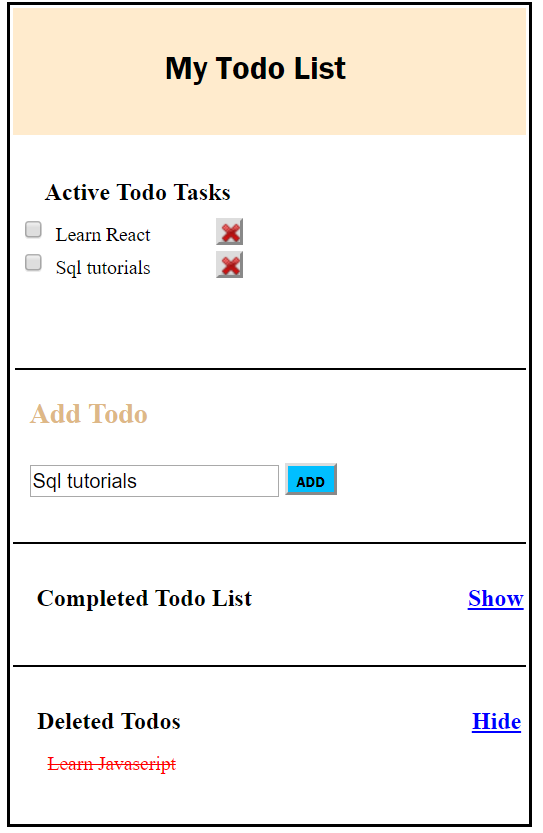 My Todo List
Active Todo Tasks
Learn React
Sql tutorials
Add Todo
Sql tutorials ADD
Completed Todo List Show
Deleted Todos Hide
Learn Javascript